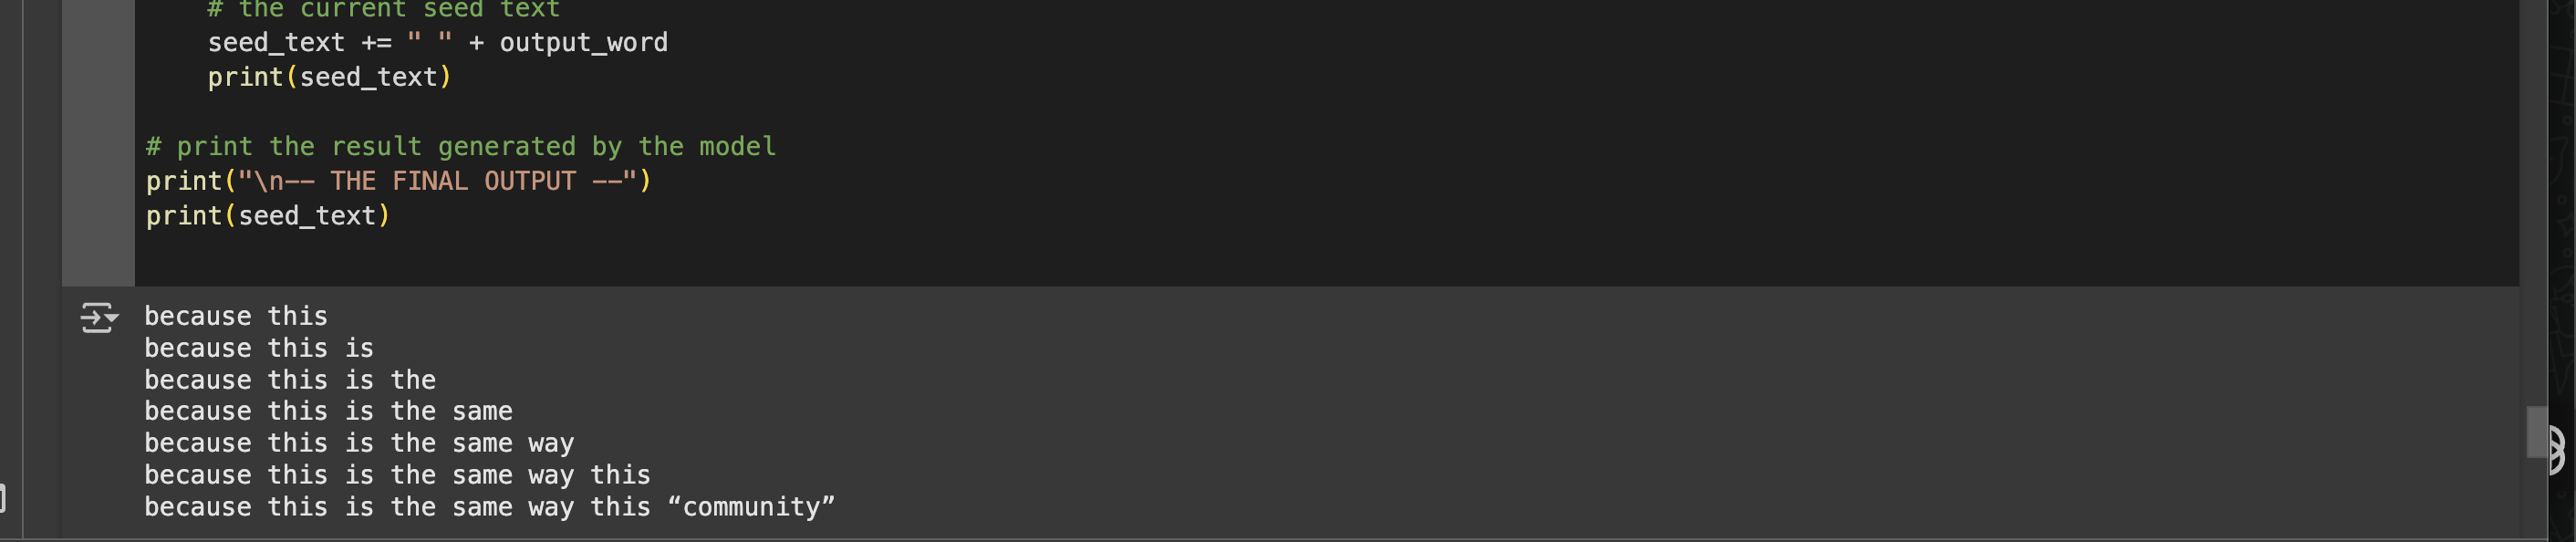 # the current seed text
seed_text += " " + output_word
print(seed_text)
# print the result generated by the model
print("\n-- THE FINAL OUTPUT --")
print(seed_text)
because this
because this is
because this is the
because this is the same
because this is the same way
because this is the same way this
because this is the same way this “community”